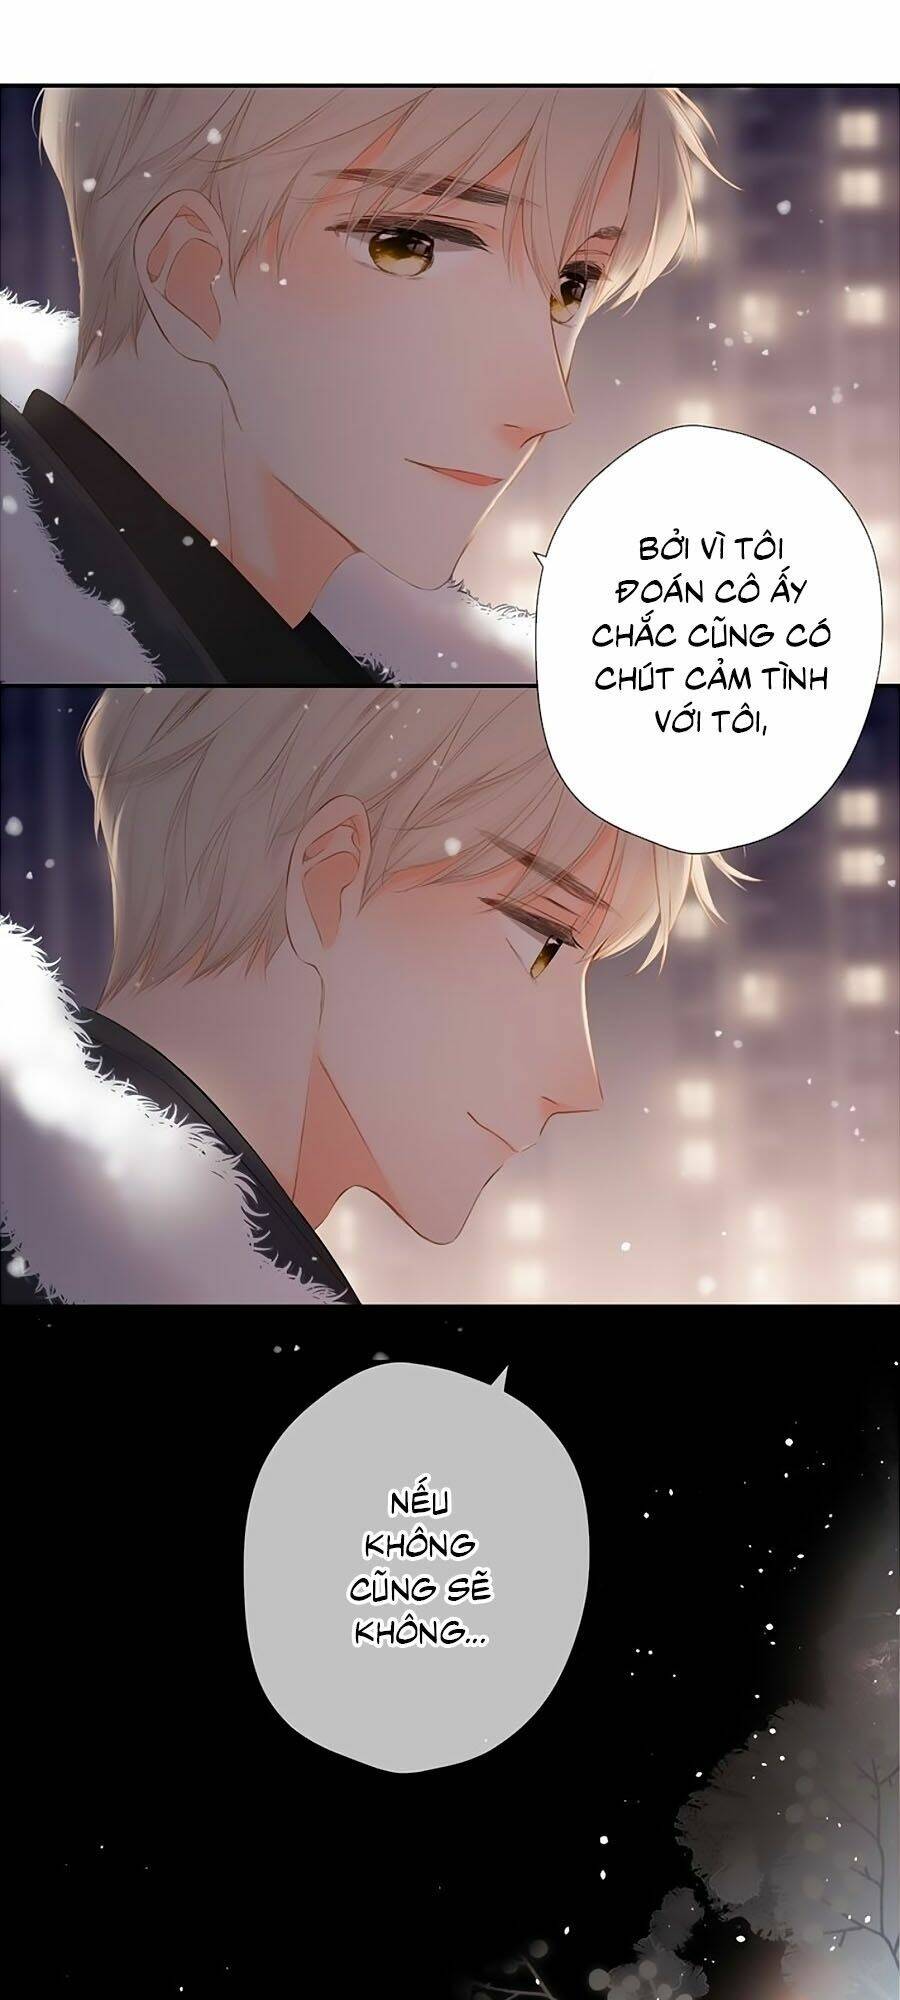 BỞI VÌ TÔI
ĐOÁN CÔ ẤY
CHẮC CŨNG CÓ
CHÚT CẢM TÌNH
VỚI TÔI,
NẾU
KHÔNG
CŨNG SẼ
KHÔNG...